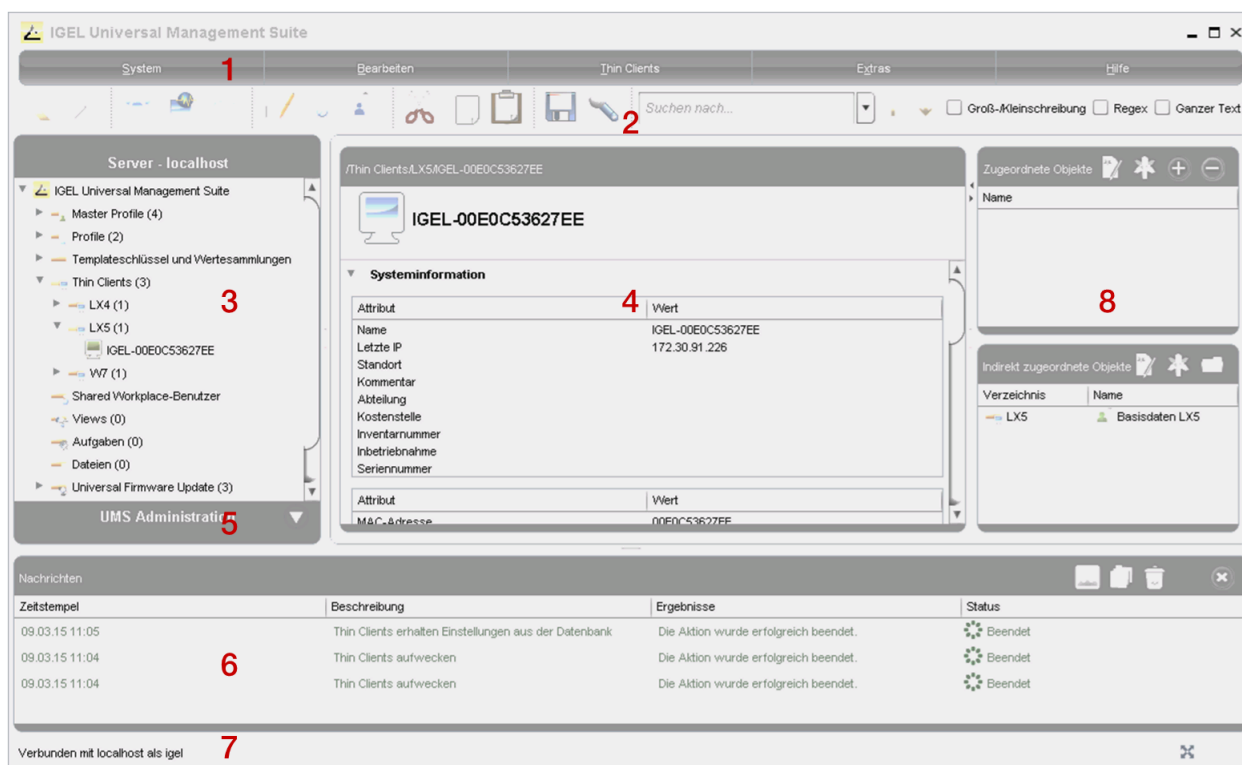 IGEL Universal Management Suite
System 1 Bearbeiten Thin Clients Extras Hilfe
2 Suchen nach... Groß-/Kleinschreibung Regex Ganzer Text
Server - localhost
IGEL Universal Management Suite
Master Profile (4)
Profile (2)
Templateschlüssel und Wertesammlungen
Thin Clients (3)
LX4 (1)
3
LX5 (1)
IGEL-00E0C53627EE
W7 (1)
Shared Workplace-Benutzer
Views (0)
Aufgaben (0)
Dateien (0)
Universal Firmware Update (3)
UMS Administration
5
/Thin Clients/LX5/IGEL-00E0C53627EE
IGEL-00E0C53627EE
Systeminformation
4
Attribut Wert
Name IGEL-00E0C53627EE
Letzte IP 172.30.91.226
Standort
Kommentar
Abteilung
Kostenstelle
Inventarnummer
Inbetriebnahme
Seriennummer
Attribut Wert
MAC-Adresse 00E0C53627EE
Zugeordnete Objekte
Name
8
Indirekt zugeordnete Objekte
Verzeichnis Name
LX5 Basisdaten LX5
Nachrichten
Zeitstempel Beschreibung Ergebnisse Status
09.03.15 11:05 Thin Clients erhalten Einstellungen aus der Datenbank Die Aktion wurde erfolgreich beendet. Beendet
09.03.15 11:04 6 Thin Clients aufwecken Die Aktion wurde erfolgreich beendet. Beendet
09.03.15 11:04 Thin Clients aufwecken Die Aktion wurde erfolgreich beendet. Beendet
Verbunden mit localhost als igel 7